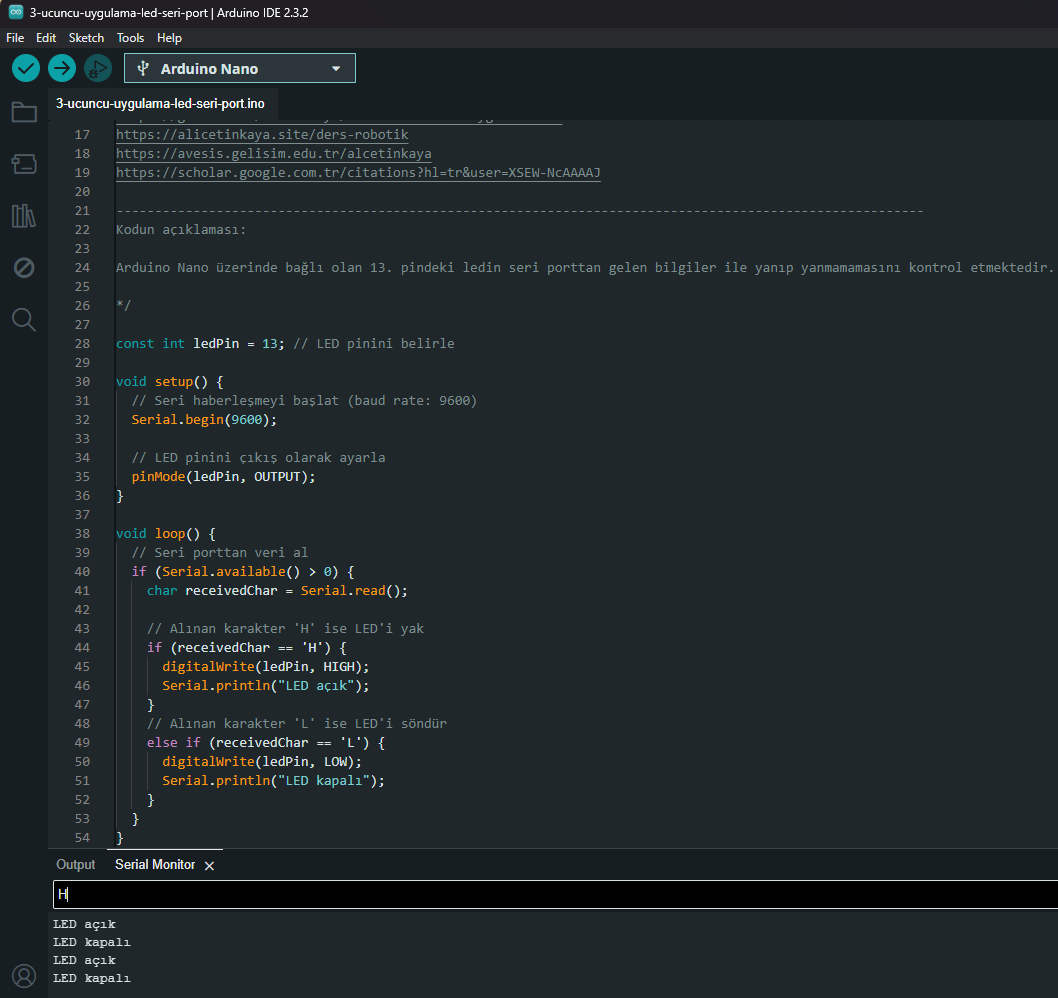 3-ucuncu-uygulama-led-seri-port | Arduino IDE 2.3.2
File Edit Sketch Tools Help
Arduino Nano
3-ucuncu-uygulama-led-seri-port.ino
17 https://alicetinkaya.site/ders-robotik
18 https://avesis.gelisim.edu.tr/alcetinkaya
19 https://scholar.google.com.tr/citations?hl=tr&user=XSEW-NcAAAAJ
20
21 ---------------------------------------------------------------------------------------------------------
22 Kodun açıklaması:
23
24 Arduino Nano üzerinde bağlı olan 13. pindeki ledin seri porttan gelen bilgiler ile yanıp yanmamamasını kontrol etmektedir.
25
26 */
27
28 const int ledPin = 13; // LED pinini belirle
29
30 void setup() {
31 // Seri haberleşmeyi başlat (baud rate: 9600)
32 Serial.begin(9600);
33
34 // LED pinini çıkış olarak ayarla
35 pinMode(ledPin, OUTPUT);
36 }
37
38 void loop() {
39 // Seri porttan veri al
40 if (Serial.available() > 0) {
41 char receivedChar = Serial.read();
42
43 // Alınan karakter 'H' ise LED'i yak
44 if (receivedChar == 'H') {
45 digitalWrite(ledPin, HIGH);
46 Serial.println("LED açık");
47 }
48 // Alınan karakter 'L' ise LED'i söndür
49 else if (receivedChar == 'L') {
50 digitalWrite(ledPin, LOW);
51 Serial.println("LED kapalı");
52 }
53 }
54 }
Output Serial Monitor
H
LED açık
LED kapalı
LED açık
LED kapalı